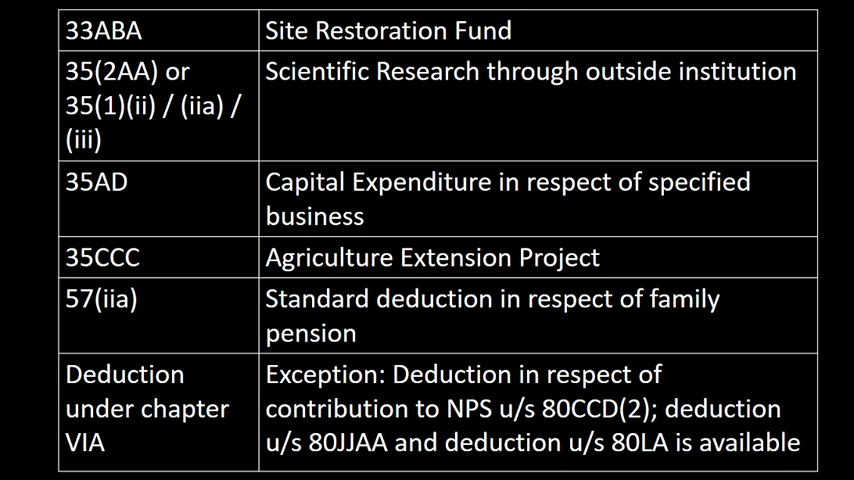 33ABA
Site Restoration Fund
35(2AA) or
35(1)(ii) / (iia) /
(iii)
Scientific Research through outside institution
35AD
Capital Expenditure in respect of specified
business
35CCC
Agriculture Extension Project
57(iia)
Standard deduction in respect of family
pension
Deduction
under chapter
VIA
Exception: Deduction in respect of
contribution to NPS u/s 80CCD(2); deduction
u/s 80JJAA and deduction u/s 80LA is available